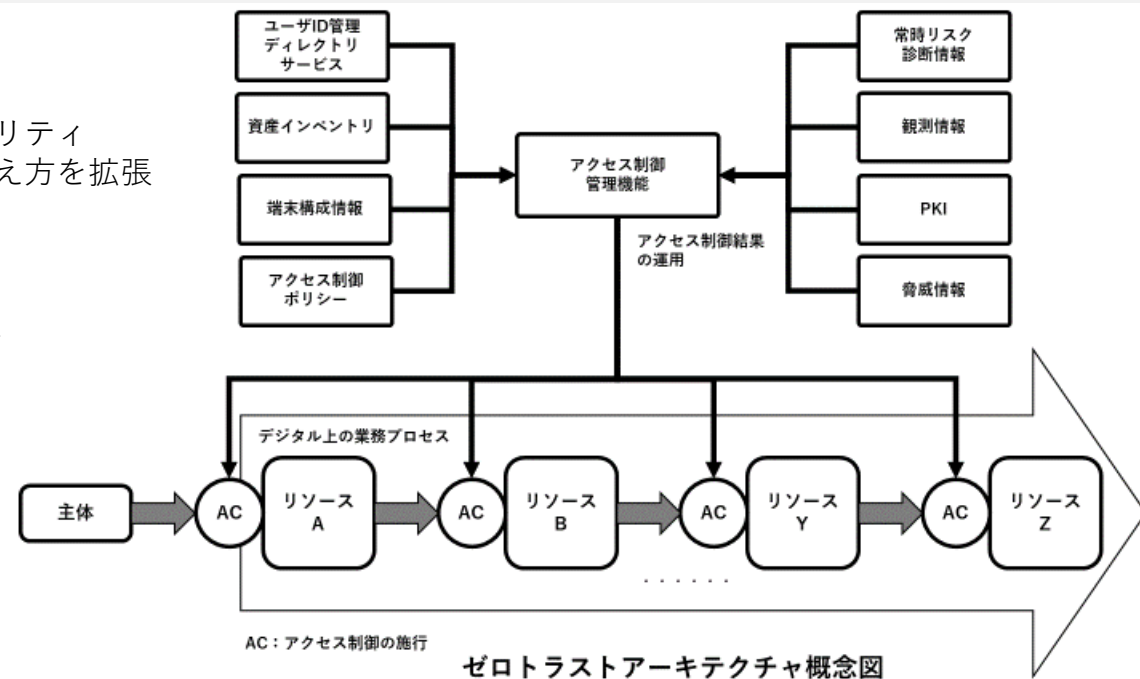 リティ
え方を拡張
ユーザID管理
ディレクトリ
サービス
資産インベントリ
端末構成情報
アクセス制御
ポリシー
アクセス制御
管理機能
アクセス制御結果
の運用
常時リスク
診断情報
観測情報
PKI
脅威情報
デジタル上の業務プロセス
主体
AC
リソース
A
AC
リソース
B
AC
リソース
Y
AC
リソース
Z
......
AC：アクセス制御の施行
ゼロトラストアーキテクチャ概念図